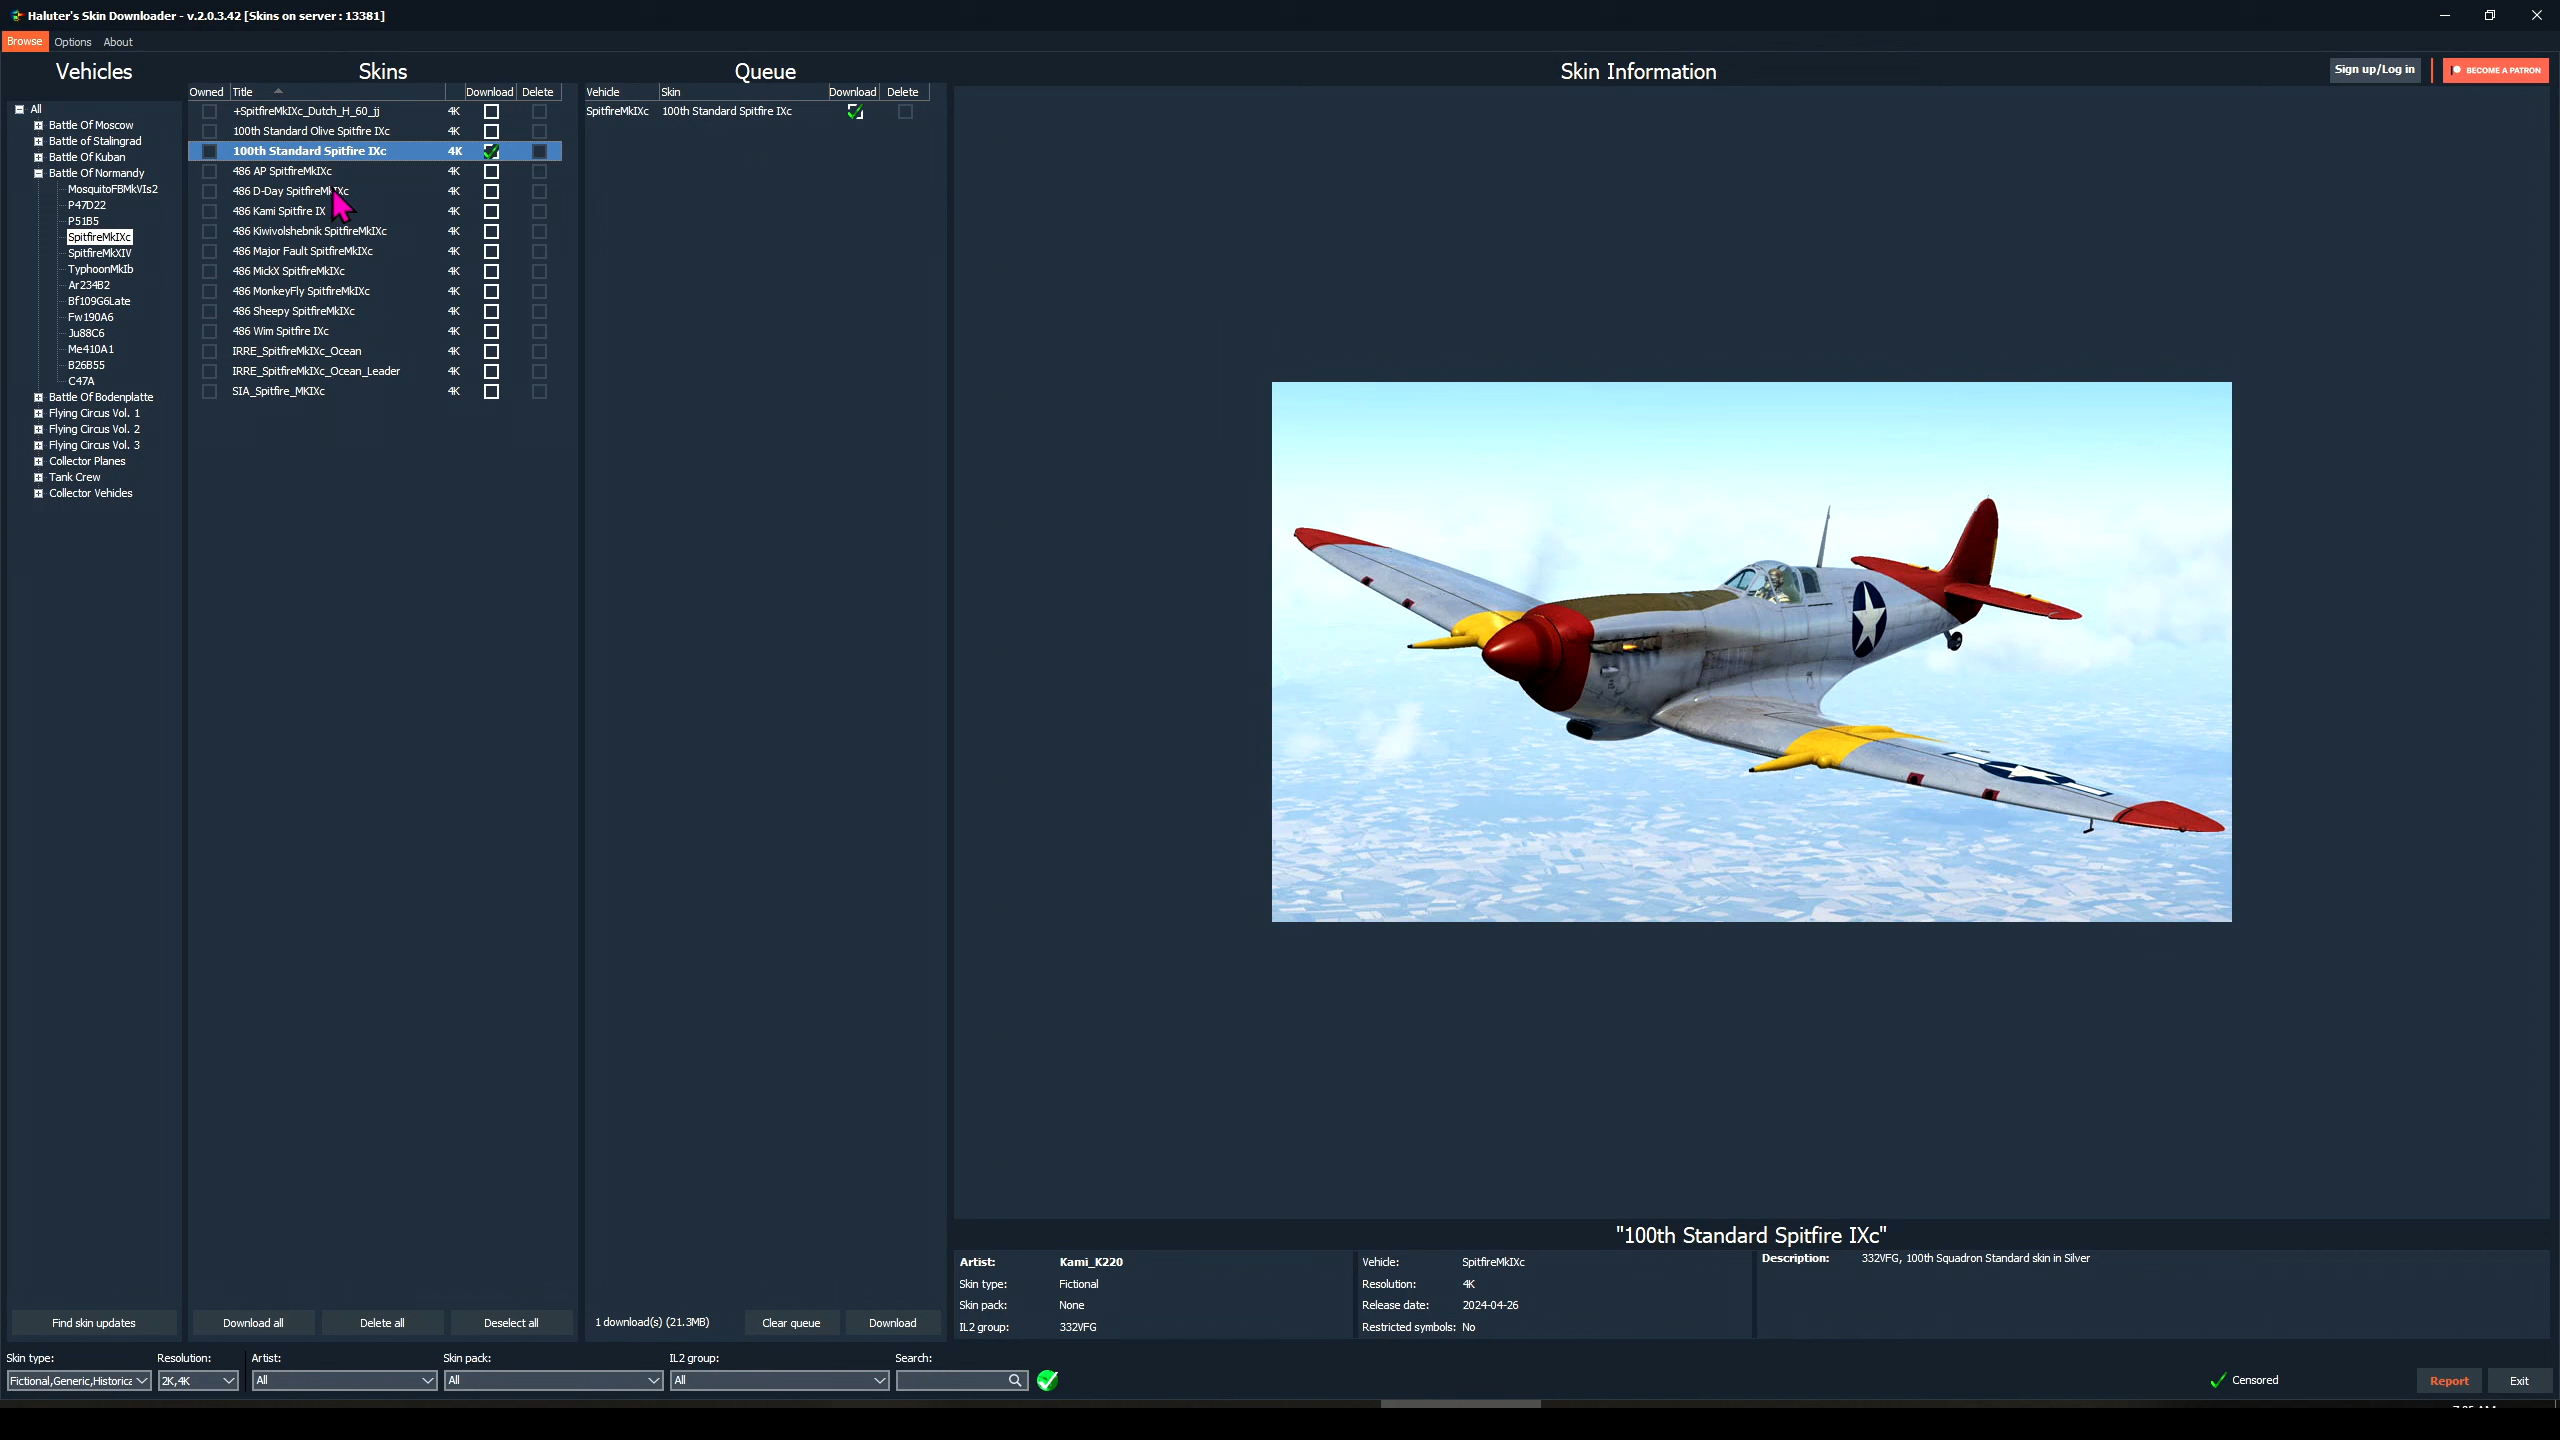 Haluter's Skin Downloader - v.2.0.3.42 [Skins on server : 13381]
Browse Options About
Vehicles
All
Battle Of Moscow
Battle of Stalingrad
Battle Of Kuban
Battle Of Normandy
MosquitoFBMkVIs2
P47D22
P51B5
SpitfireMkIXc
SpitfireMkXIV
TyphoonMkIb
Ar234B2
Bf109G6Late
Fw190A6
Ju88C6
Me410A1
B26B55
C47A
Battle Of Bodenplatte
Flying Circus Vol. 1
Flying Circus Vol. 2
Flying Circus Vol. 3
Collector Planes
Tank Crew
Collector Vehicles
Find skin updates
Skins
Owned Title Download Delete
+SpitfireMkIXc_Dutch_H_60_jj 4K
100th Standard Olive Spitfire IXc 4K
100th Standard Spitfire IXc 4K
486 AP SpitfireMkIXc 4K
486 D-Day SpitfireMkIXc 4K
486 Kami Spitfire IX 4K
486 Kiwivolshebnik SpitfireMkIXc 4K
486 Major Fault SpitfireMkIXc 4K
486 MickX SpitfireMkIXc 4K
486 MonkeyFly SpitfireMkIXc 4K
486 Sheepy SpitfireMkIXc 4K
486 Wim Spitfire IXc 4K
IRRE_SpitfireMkIXc_Ocean 4K
IRRE_SpitfireMkIXc_Ocean_Leader 4K
SIA_Spitfire_MKIXc 4K
Download all Delete all Deselect all
Queue
Vehicle Skin Download Delete
SpitfireMkIXc 100th Standard Spitfire IXc
1 download(s) (21.3MB) Clear queue Download
Skin Information
Sign up/Log in
BECOME A PATRON
"100th Standard Spitfire IXc"
Artist: Kami_K220
Skin type: Fictional
Skin pack: None
IL2 group: 332VFG
Vehicle: SpitfireMkIXc
Resolution: 4K
Release date: 2024-04-26
Restricted symbols: No
Description: 332VFG, 100th Squadron Standard skin in Silver
Skin type: Resolution: Artist: Skin pack: IL2 group: Search:
Fictional,Generic,Historica 2K,4K All All All
Censored Report Exit